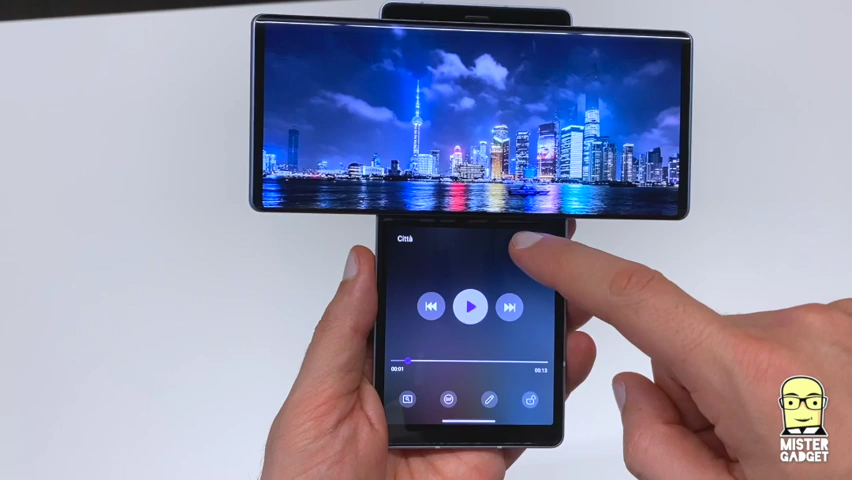 Città
00:01
00:13
MISTER
GADGET